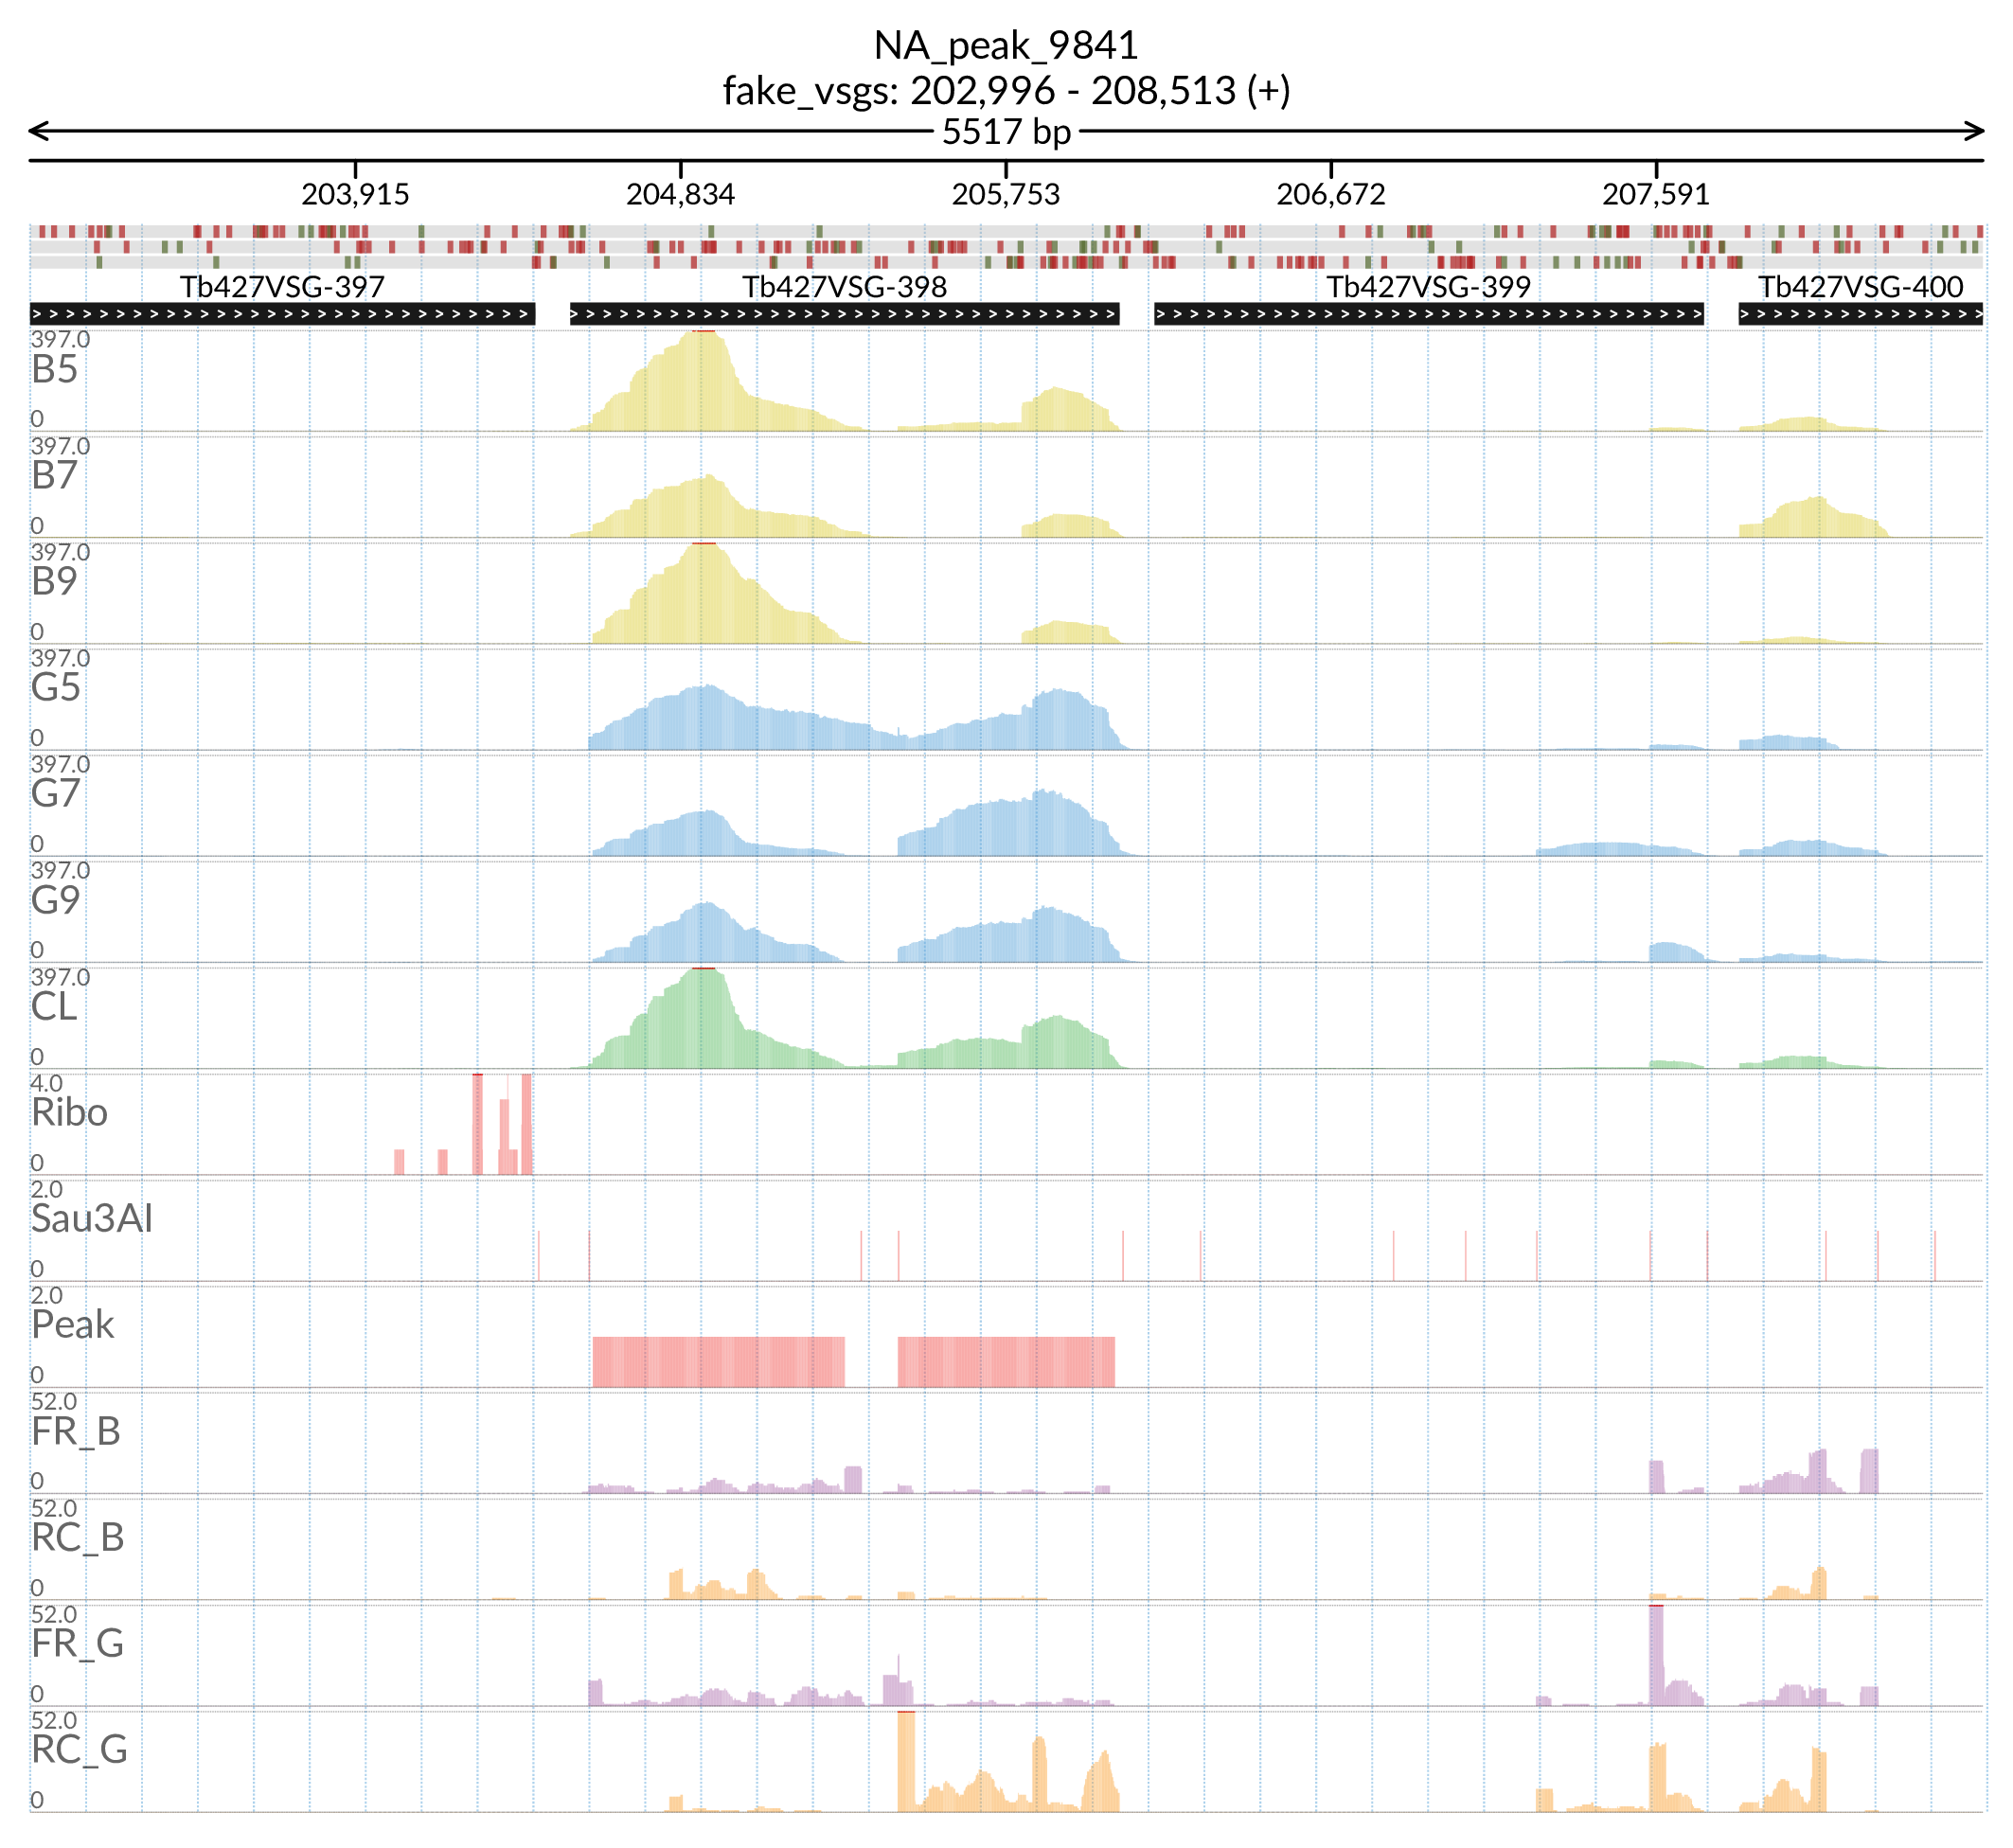 NA_peak_9841
fake_vsgs: 202,996 - 208,513 (+)
5517 bp
203,915 204,834 205,753 206,672 207,591
Tb427VSG-397 Tb427VSG-398 Tb427VSG-399 Tb427VSG-400
397.0
B5
0
397.0
B7
0
397.0
B9
0
397.0
G5
0
397.0
G7
0
397.0
G9
0
397.0
CL
0
4.0
Ribo
0
2.0
Sau3AI
0
2.0
Peak
0
52.0
FR_B
0
52.0
RC_B
0
52.0
FR_G
0
52.0
RC_G
0